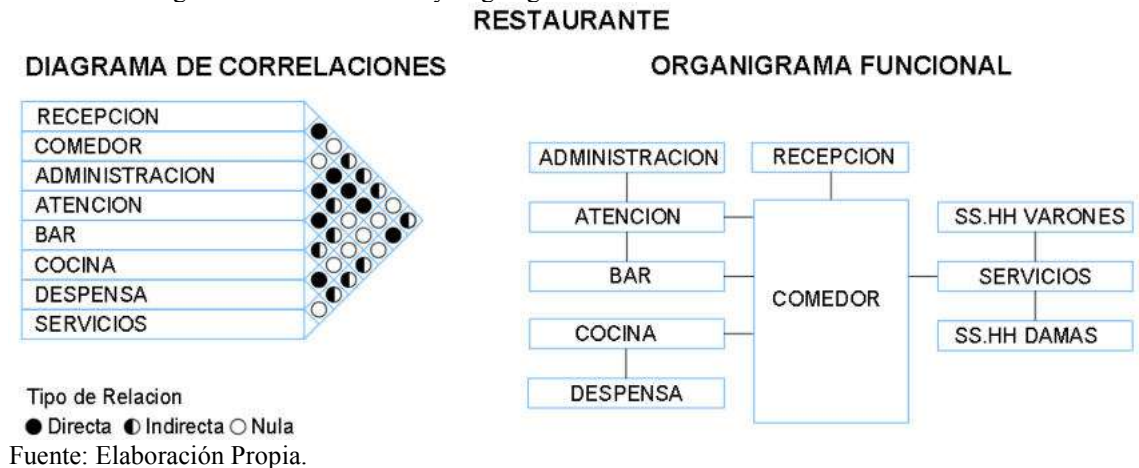 RESTAURANTE
DIAGRAMA DE CORRELACIONES
RECEPCION
COMEDOR
ADMINISTRACION
ATENCION
BAR
COCINA
DESPENSA
SERVICIOS
Tipo de Relacion
Directa Indirecta Nula
ORGANIGRAMA FUNCIONAL
ADMINISTRACION
RECEPCION
ATENCION
SS.HH VARONES
BAR
COMEDOR
SERVICIOS
COCINA
SS.HH DAMAS
DESPENSA
Fuente: Elaboración Propia.